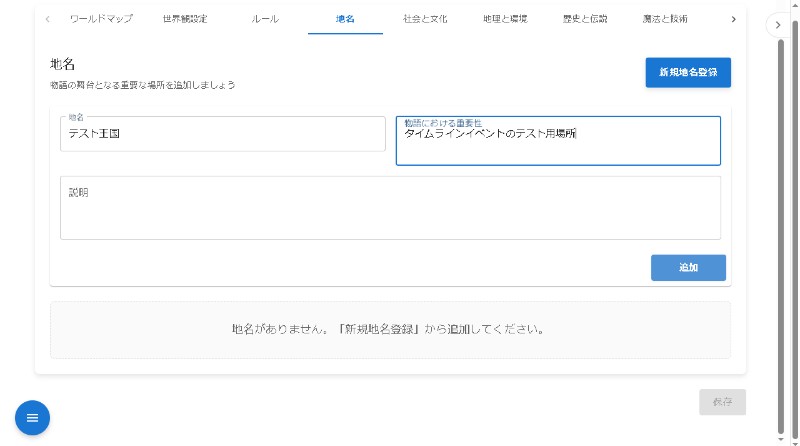 ワールドマップ 世界観設定 ルール 地名 社会と文化 地理と環境 歴史と伝説 魔法と技術
地名
物語の舞台となる重要な場所を追加しましょう
新規地名登録
地名
テスト王国
物語における重要性
タイムラインイベントのテスト用場所
説明
追加
地名がありません。「新規地名登録」から追加してください。
保存